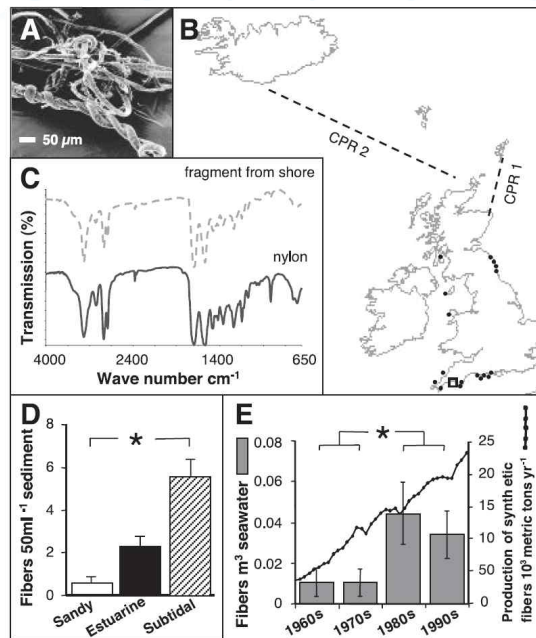 A
50 µm
B
CPR 2
CPR 1
C
fragment from shore
nylon
Transmission (%)
4000 2400 1400 650
Wave number cm-1
D
*
Fibers 50ml -1 sediment
8
6
4
2
0
Sandy
Estuarine
Subtidal
E
*
Fibers m3 seawater
0.08
0.06
0.04
0.02
0
1960s
1970s
1980s
1990s
25
20
15
10
50
0
Production of synthetic
fibers 103 metric tons yr-1